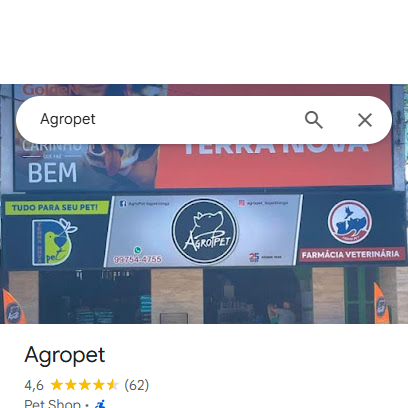 GoldeN
Agropet
CARINHO
QUE FAZ
BEM
TERRA NOVA
TUDO PARA SEU PET!
pet
99754-4755
AGROPET
FARMÁCIA VETERINÁRIA
Agropet
4,6
(62)
Pet Shop ·